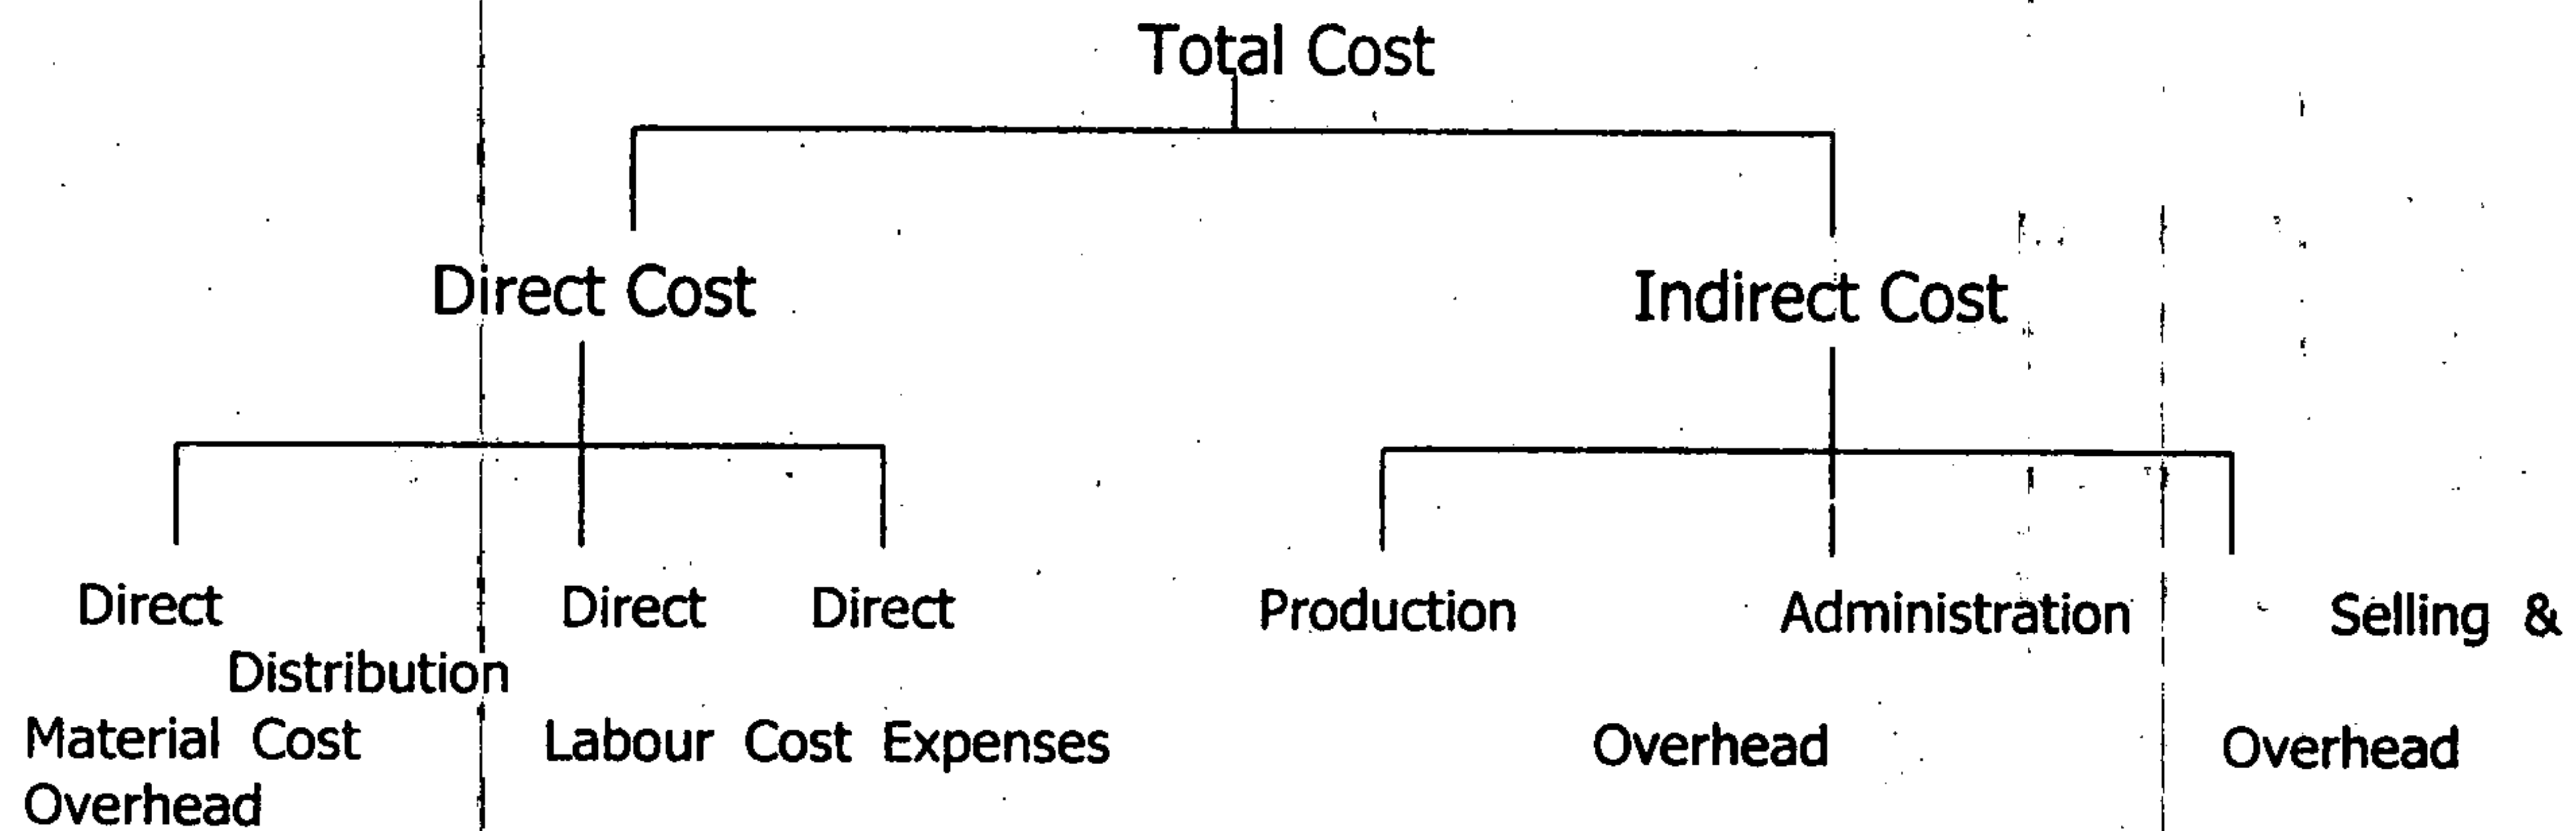 Total Cost
Direct Cost Indirect Cost
Direct Direct Direct Production Administration Selling &
Distribution
Material Cost Labour Cost Expenses Overhead Overhead
Overhead